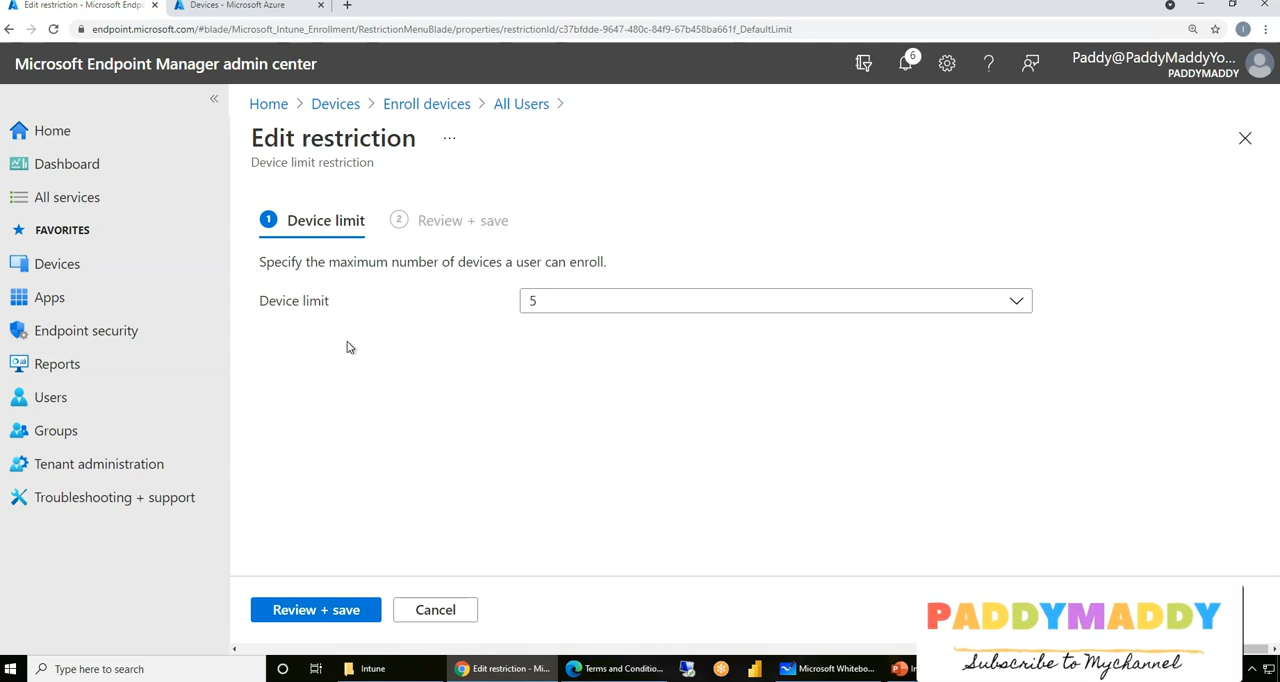 Edit restriction - Microsoft Endpo
Devices - Microsoft Azure
endpoint.microsoft.com/#blade/Microsoft_Intune_Enrollment/RestrictionMenuBlade/properties/restrictionId/c37bfdde-9647-480c-84f9-67b458ba661f_DefaultLimit
Microsoft Endpoint Manager admin center
6
Paddy@PaddyMaddyYo...
PADDYMADDY
Home > Devices > Enroll devices > All Users >
Edit restriction ...
Device limit restriction
Home
Dashboard
All services
FAVORITES
Devices
Apps
Endpoint security
Reports
Users
Groups
Tenant administration
Troubleshooting + support
1 Device limit 2 Review + save
Specify the maximum number of devices a user can enroll.
Device limit 5
Review + save Cancel
PADDYMADDY
Subscribe to Mychannel
Type here to search
Intune
Edit restriction - Mi...
Terms and Conditio...
Microsoft Whitebo...